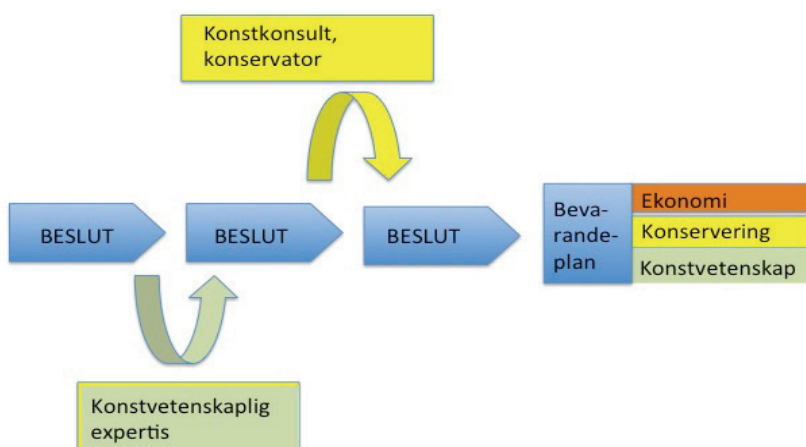 Konstkonsult,
konservator
BESLUT
BESLUT
BESLUT
Beva-
rande-
plan
Ekonomi
Konservering
Konstvetenskap
Konstvetenskaplig
expertis